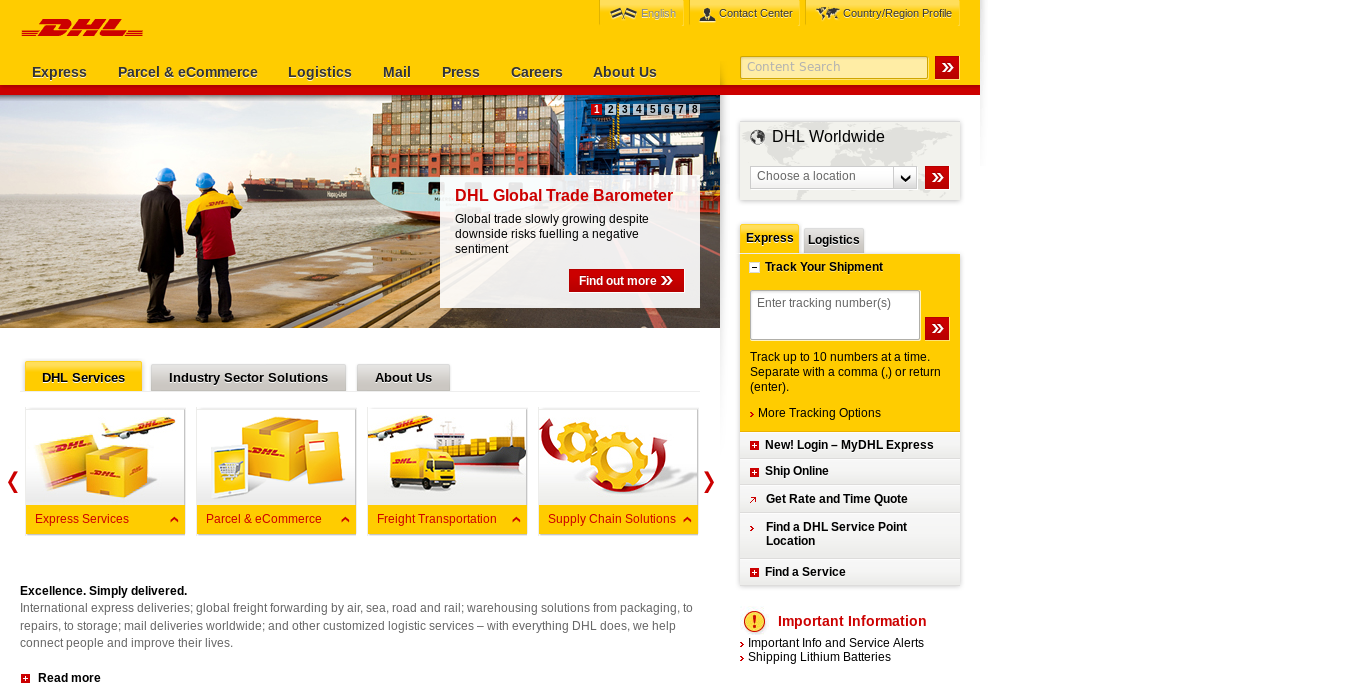 English
Contact Center
Country/Region Profile
DHL
Express
Parcel & eCommerce
Logistics
Mail
Press
Careers
About Us
Content Search
1 2 3 4 5 6 7 8
DHL Global Trade Barometer
Global trade slowly growing despite
downside risks fuelling a negative
sentiment
Find out more
DHL Worldwide
Choose a location
Express
Logistics
Track Your Shipment
Enter tracking number(s)
Track up to 10 numbers at a time.
Separate with a comma (,) or return
(enter).
More Tracking Options
New! Login – MyDHL Express
Ship Online
Get Rate and Time Quote
Find a DHL Service Point
Location
Find a Service
Important Information
Important Info and Service Alerts
Shipping Lithium Batteries
DHL Services
Industry Sector Solutions
About Us
Express Services
Parcel & eCommerce
Freight Transportation
Supply Chain Solutions
Excellence. Simply delivered.
International express deliveries; global freight forwarding by air, sea, road and rail; warehousing solutions from packaging, to
repairs, to storage; mail deliveries worldwide; and other customized logistic services – with everything DHL does, we help
connect people and improve their lives.
Read more